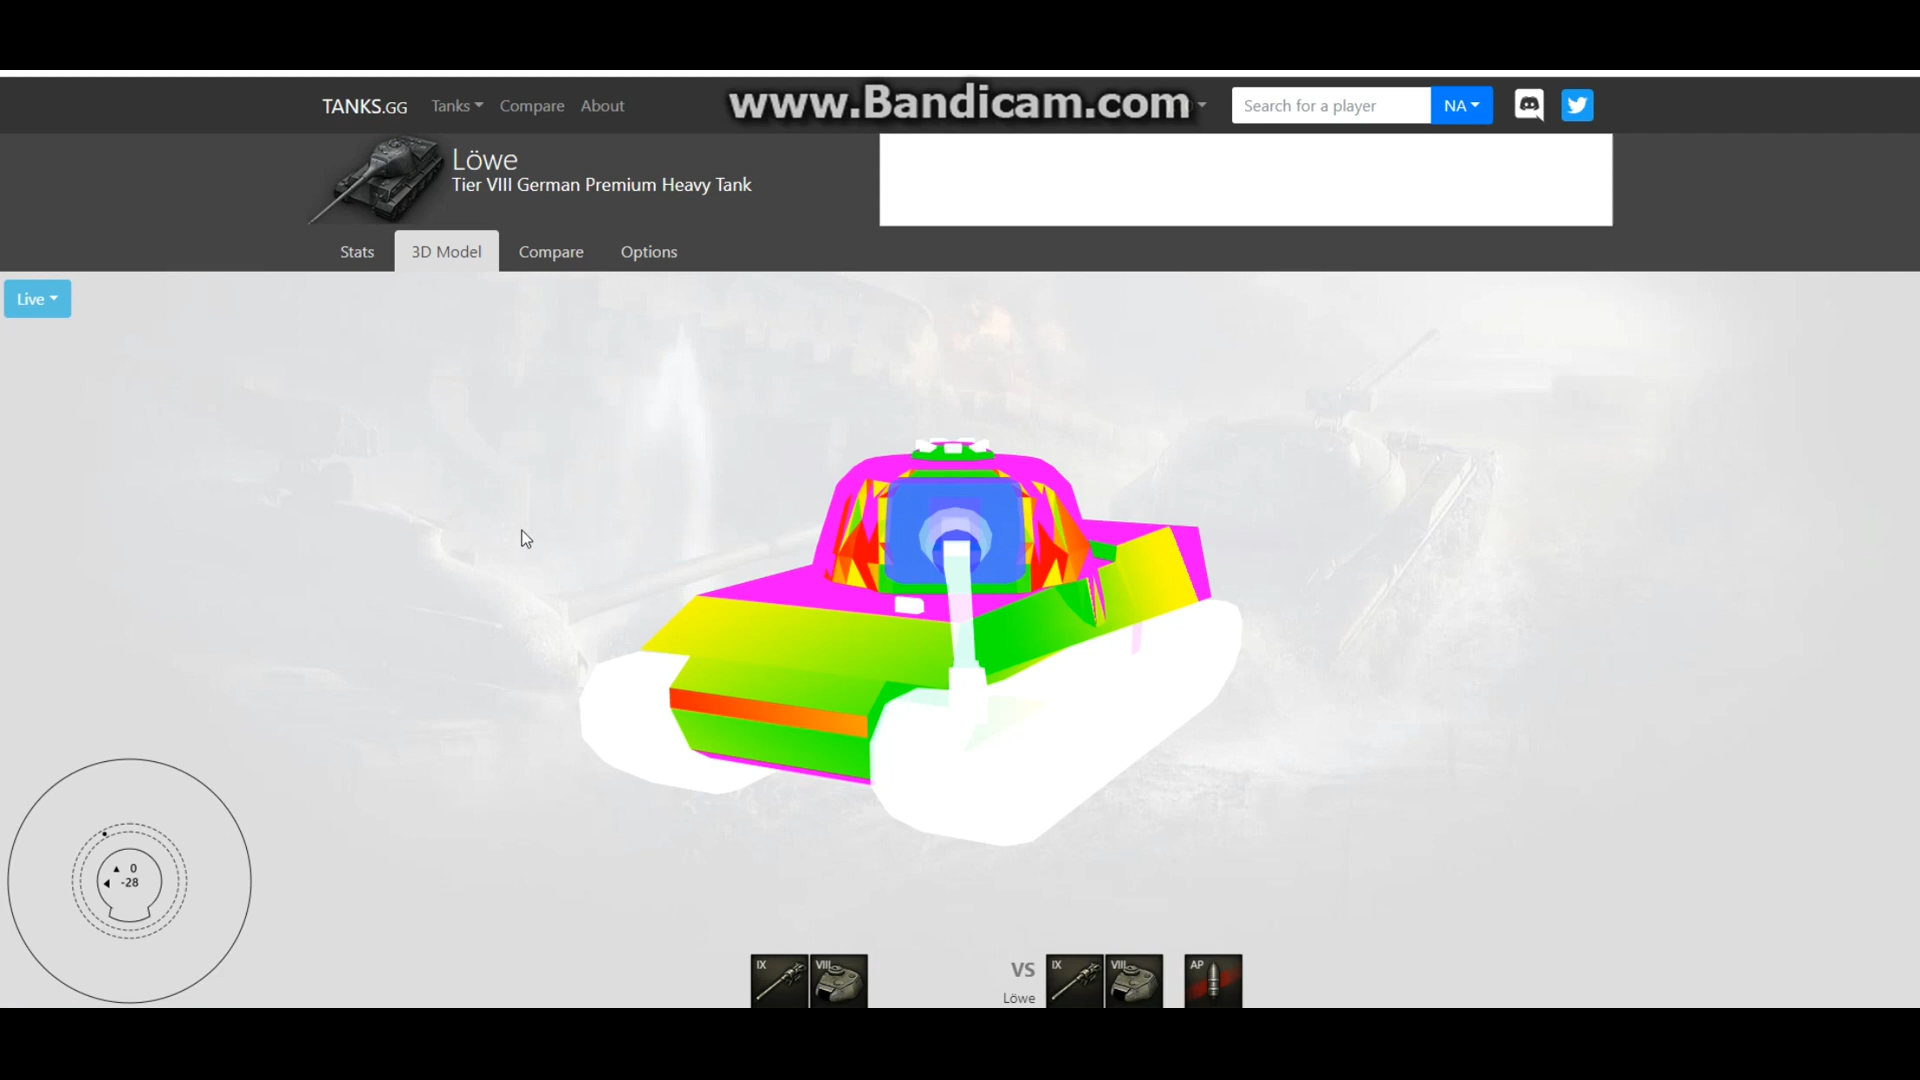 www.Bandicam.com
TANKS.GG Tanks Compare About Search for a player NA
Löwe
Tier VIII German Premium Heavy Tank
Stats 3D Model Compare Options
Live
0
-28
IX VIII VS IX VIII AP
Löwe